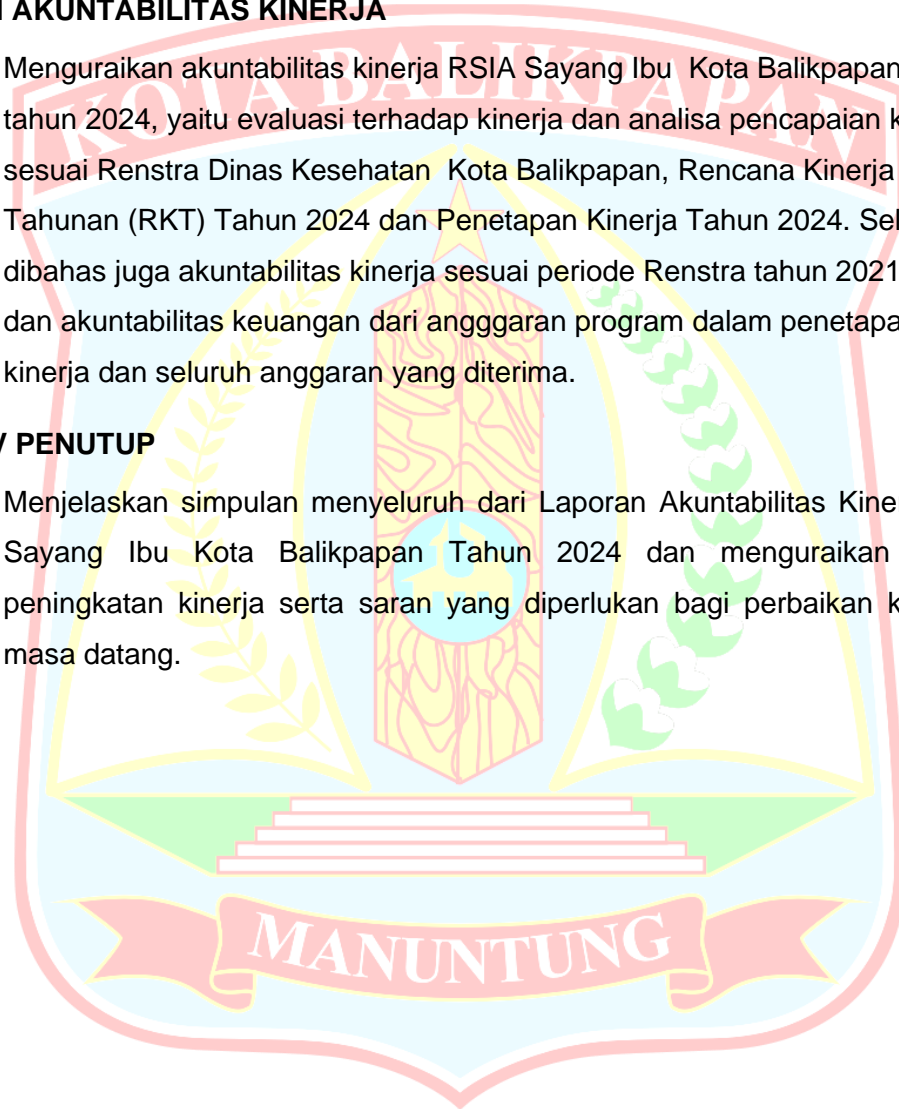 AKUNTABILITAS KINERJA
Menguraikan akuntabilitas kinerja RSIA Sayang Ibu Kota Balikpapan
tahun 2024, yaitu evaluasi terhadap kinerja dan analisa pencapaian
sesuai Renstra Dinas Kesehatan Kota Balikpapan, Rencana Kinerja
Tahunan (RKT) Tahun 2024 dan Penetapan Kinerja Tahun 2024.
dibahas juga akuntabilitas kinerja sesuai periode Renstra tahun 2021
dan akuntabilitas keuangan dari angggaran program dalam
kinerja dan seluruh anggaran yang diterima.
PENUTUP
Menjelaskan simpulan menyeluruh dari Laporan Akuntabilitas
Sayang Ibu Kota Balikpapan Tahun 2024 dan menguraikan
peningkatan kinerja serta saran yang diperlukan bagi perbaikan
masa datang.
KOTA BALIKPAPAN
MANUNTUNG